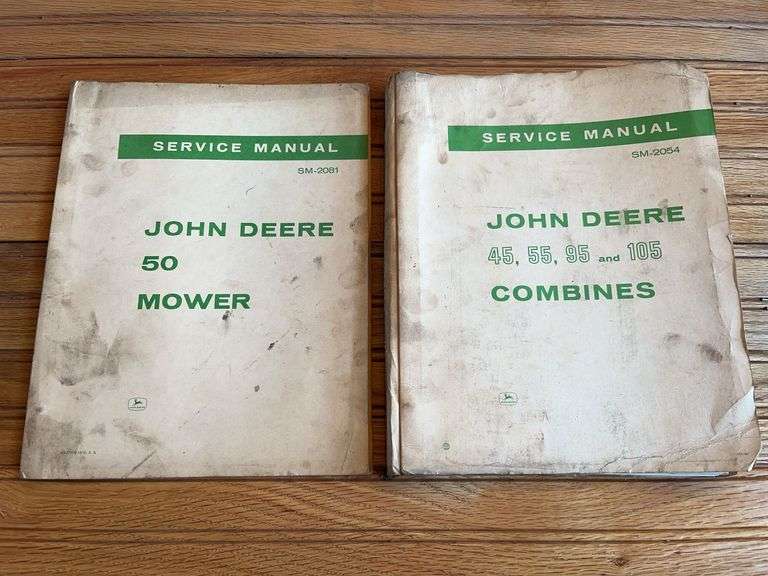 SERVICE MANUAL
SM-2081
JOHN DEERE
50
MOWER
SERVICE MANUAL
SM-2054
JOHN DEERE
45, 55, 95 and 105
COMBINES